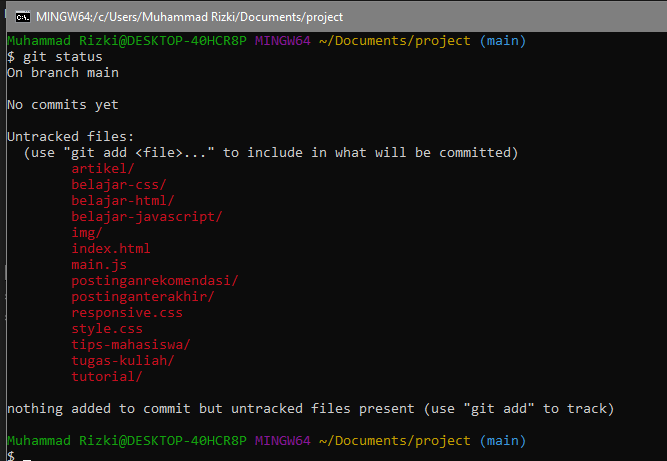 MINGW64:/c/Users/Muhammad Rizki/Documents/project
Muhammad Rizki@DESKTOP-40HCR8P MINGW64 ~/Documents/project (main)
$ git status
On branch main
No commits yet
Untracked files:
(use "git add <file>..." to include in what will be committed)
artikel/
belajar-css/
belajar-html/
belajar-javascript/
img/
index.html
main.js
postinganrekomendasi/
postinganterakhir/
responsive.css
style.css
tips-mahasiswa/
tugas-kuliah/
tutorial/
nothing added to commit but untracked files present (use "git add" to track)
Muhammad Rizki@DESKTOP-40HCR8P MINGW64 ~/Documents/project (main)
$ _